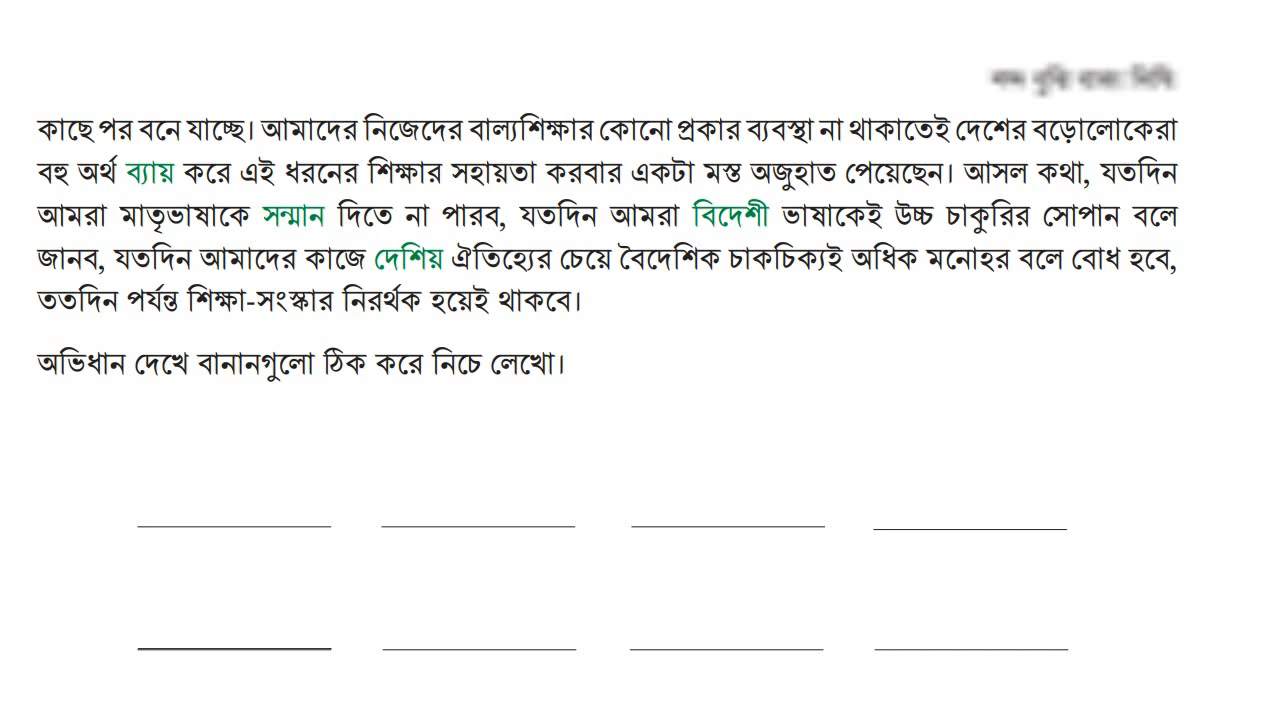 কাছে পর বনে যাচ্ছে। আমাদের নিজেদের বাল্যশিক্ষার কোনো প্রকার ব্যবস্থা না থাকাতেই দেশের বড়োলোকেরা
বহু অর্থ ব্যায় করে এই ধরনের শিক্ষার সহায়তা করবার একটা মস্ত অজুহাত পেয়েছেন। আসল কথা, যতদিন
আমরা মাতৃভাষাকে সন্মান দিতে না পারব, যতদিন আমরা বিদেশী ভাষাকেই উচ্চ চাকুরির সোপান বলে
জানব, যতদিন আমাদের কাজে দেশিয় ঐতিহ্যের চেয়ে বৈদেশিক চাকচিক্যই অধিক মনোহর বলে বোধ হবে,
ততদিন পর্যন্ত শিক্ষা-সংস্কার নিরর্থক হয়েই থাকবে।
অভিধান দেখে বানানগুলো ঠিক করে নিচে লেখো।